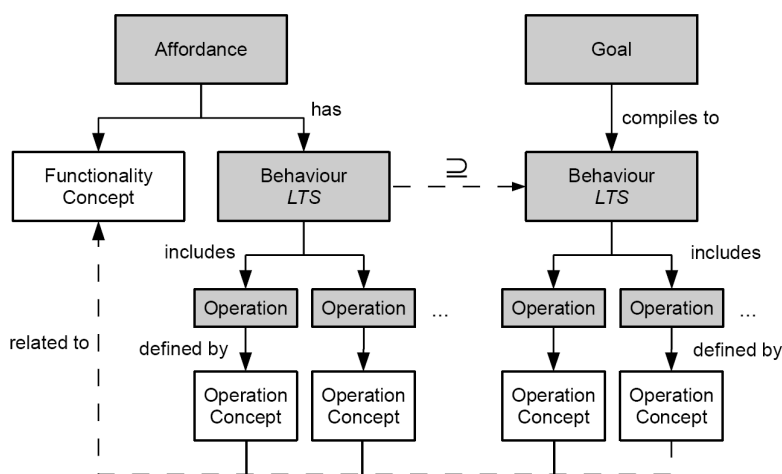 Affordance
Goal
has
compiles to
Functionality
Concept
Behaviour
LTS
⊇
Behaviour
LTS
includes
includes
Operation
Operation
...
Operation
Operation
...
related to
defined by
defined by
Operation
Concept
Operation
Concept
Operation
Concept
Operation
Concept